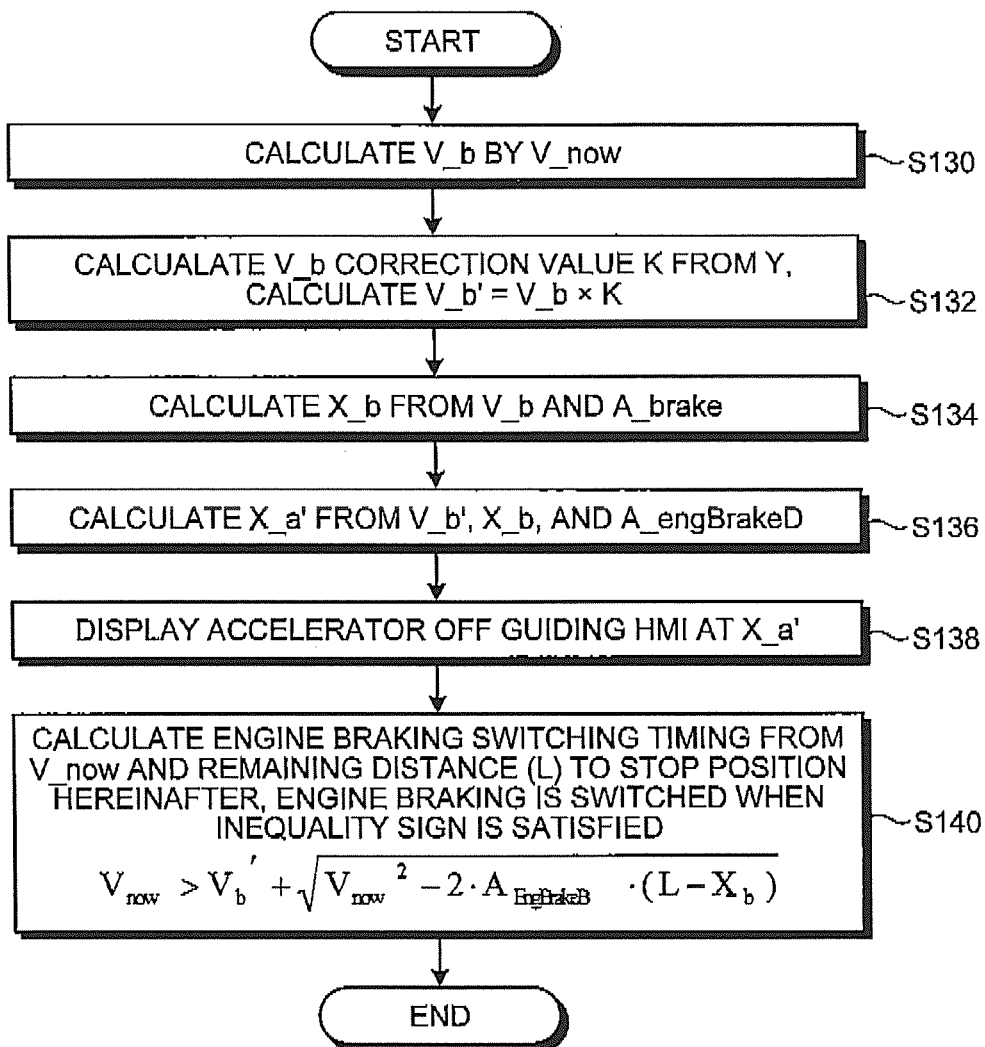 START
CALCULATE V_b BY V_now
S130
CALCUALATE V_b CORRECTION VALUE K FROM Y,
CALCULATE V_b' = V_b × K
S132
CALCULATE X_b FROM V_b AND A_brake
S134
CALCULATE X_a' FROM V_b', X_b, AND A_engBrakeD
S136
DISPLAY ACCELERATOR OFF GUIDING HMI AT X_a'
S138
CALCULATE ENGINE BRAKING SWITCHING TIMING FROM
V_now AND REMAINING DISTANCE (L) TO STOP POSITION
HEREINAFTER, ENGINE BRAKING IS SWITCHED WHEN
INEQUALITY SIGN IS SATISFIED
S140
V_now > V_b' + √(V_now² − 2 · A_EngBrakeB · (L − X_b))
END